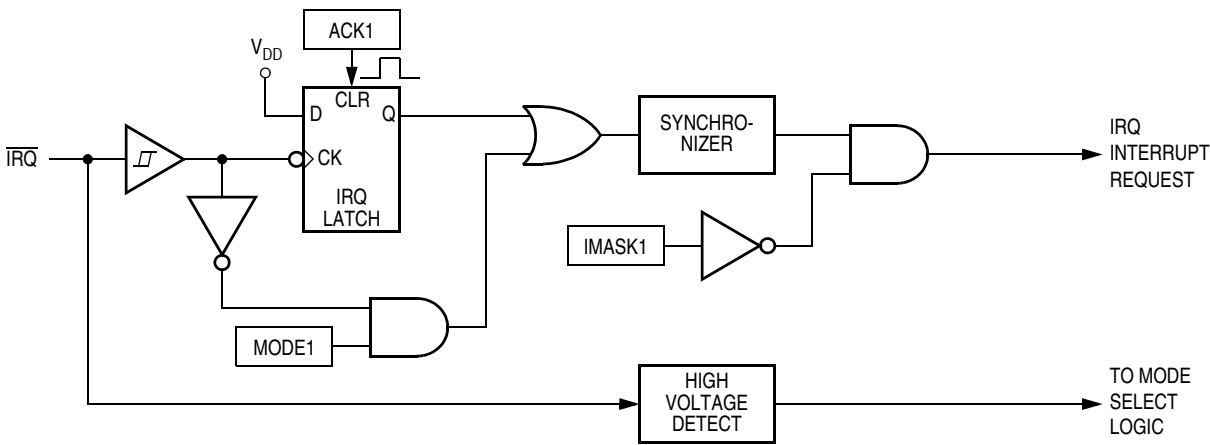 ACK1
V_DD
D
CLR
Q
CK
IRQ
LATCH
I̅R̅Q̅
SYNCHRO-
NIZER
IRQ
INTERRUPT
REQUEST
IMASK1
MODE1
HIGH
VOLTAGE
DETECT
TO MODE
SELECT
LOGIC